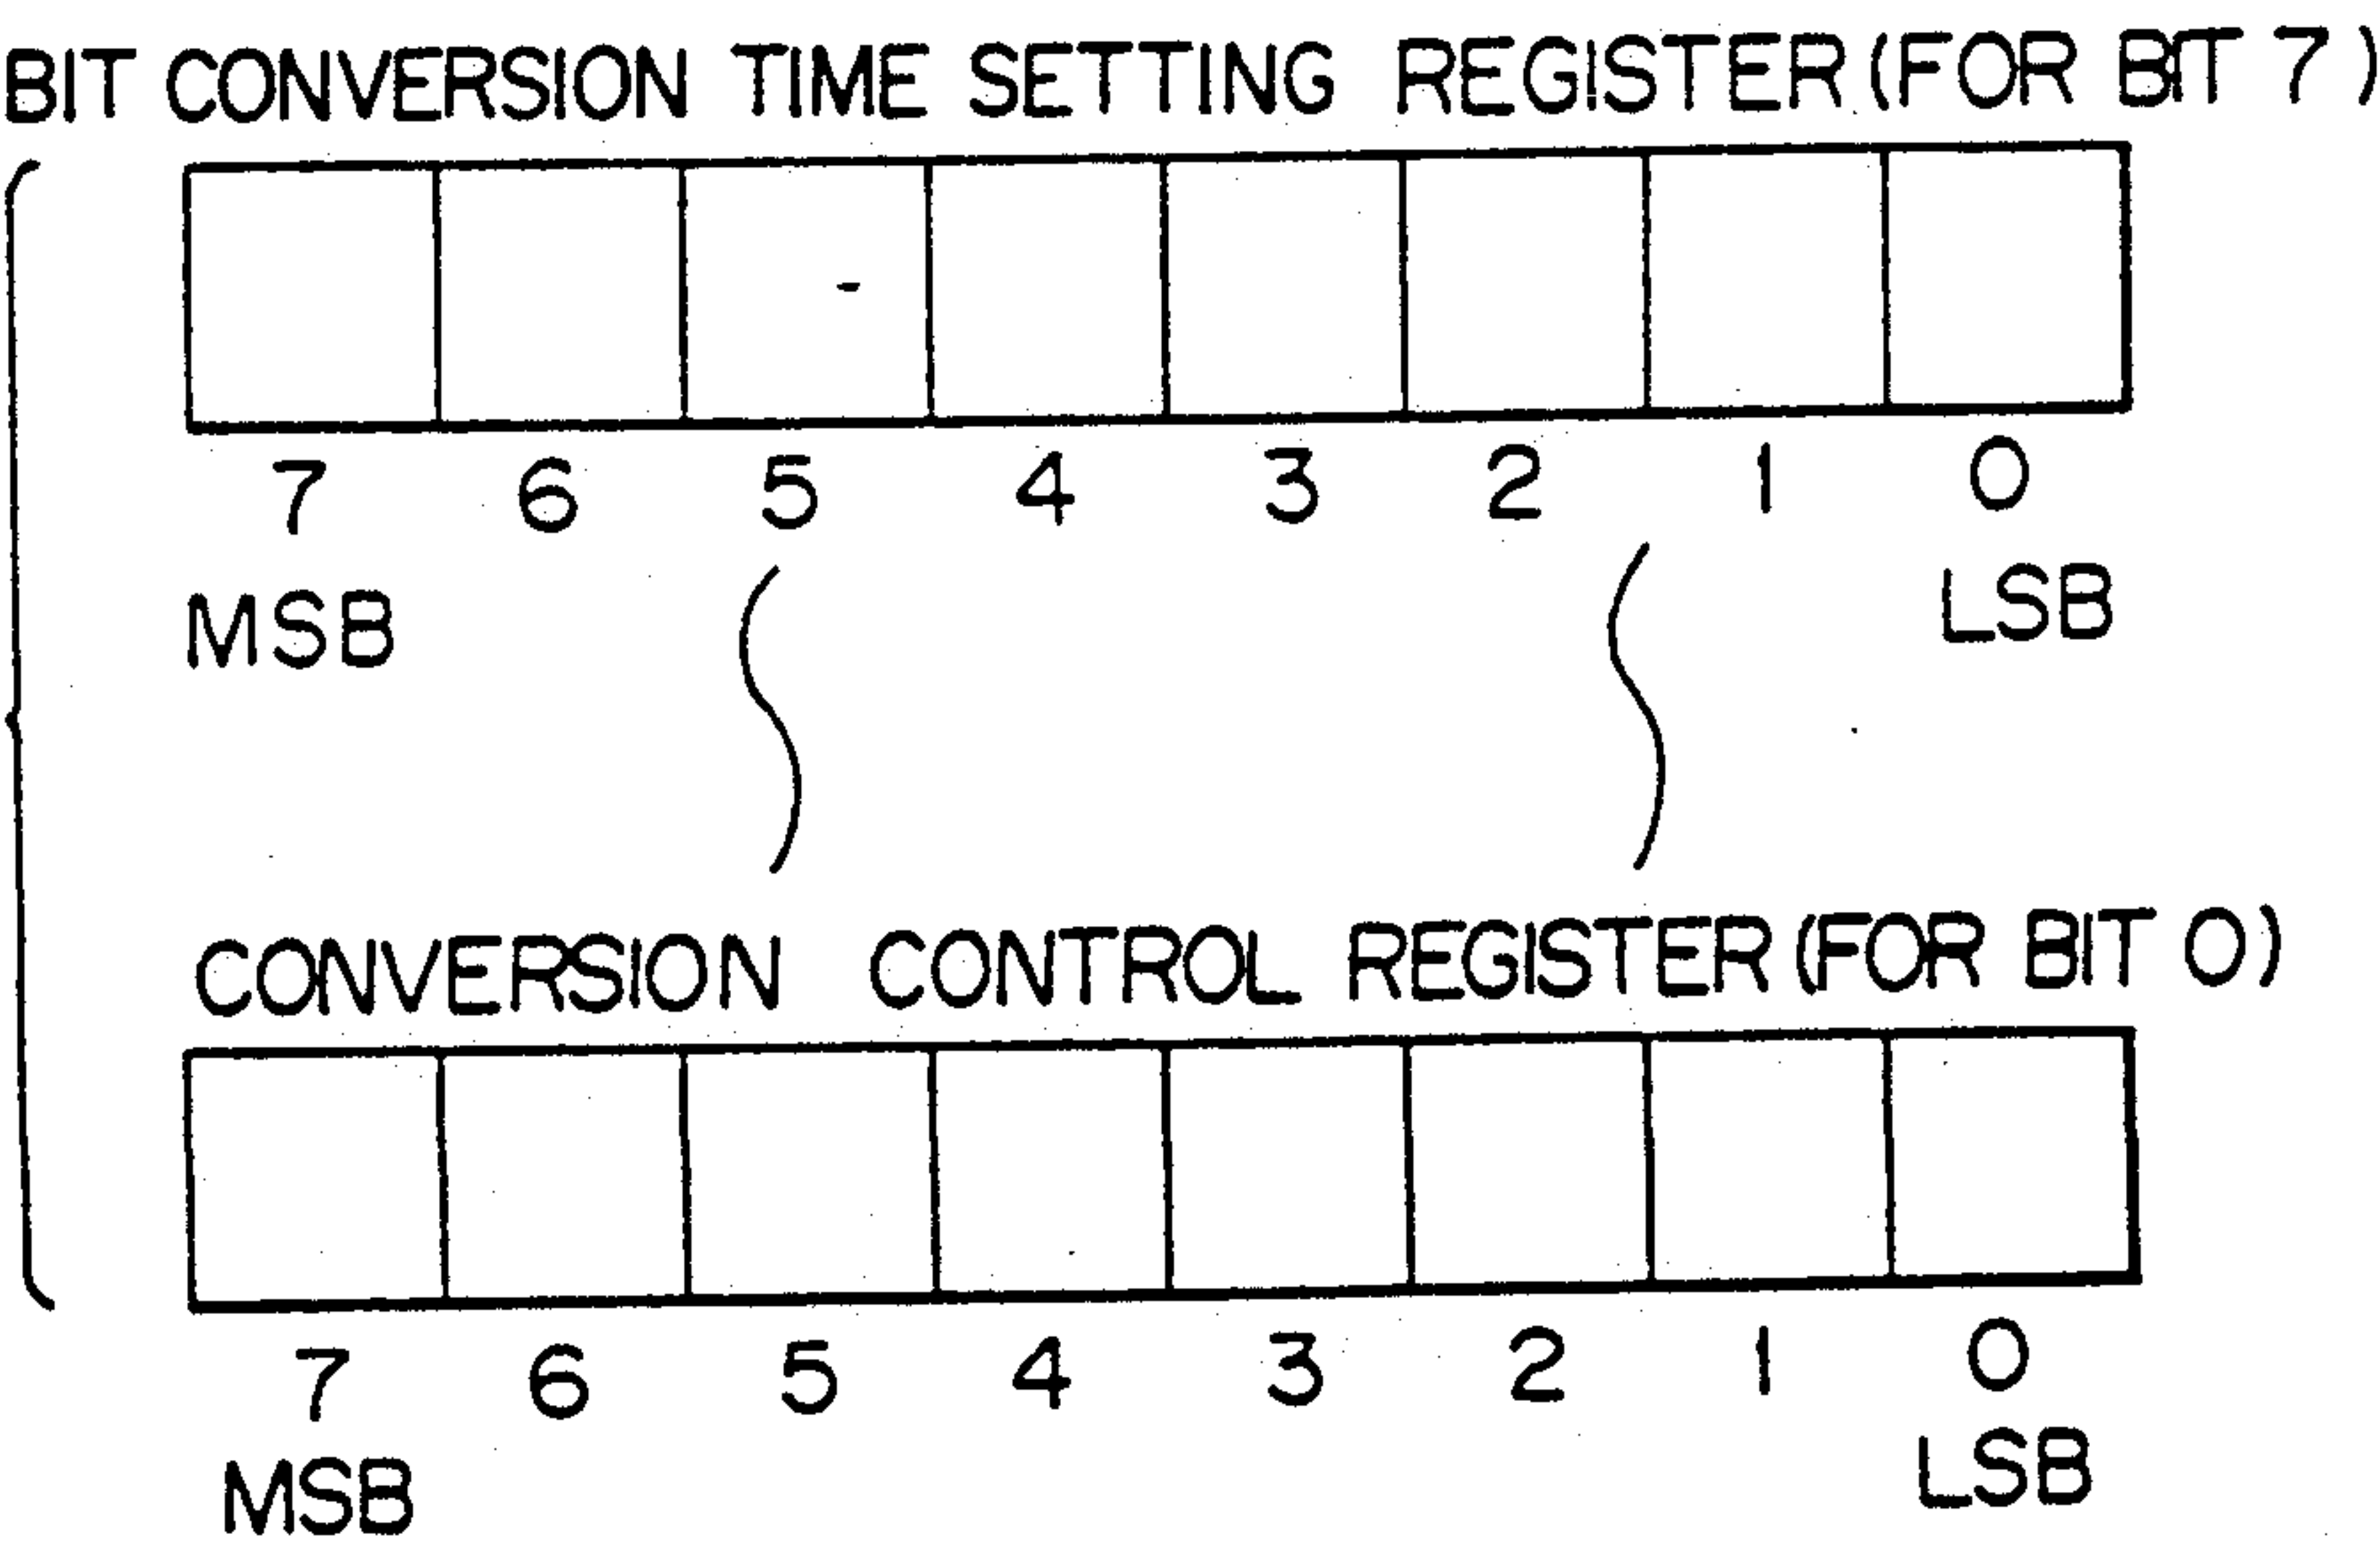 BIT CONVERSION TIME SETTING REGISTER (FOR BIT 7)
7 6 5 4 3 2 1 0
MSB LSB
CONVERSION CONTROL REGISTER (FOR BIT 0)
7 6 5 4 3 2 1 0
MSB LSB